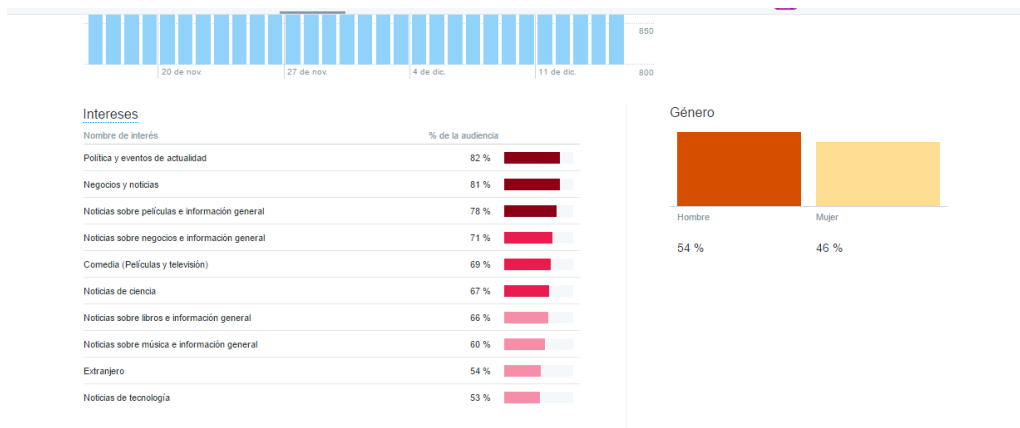 850
20 de nov.
27 de nov.
4 de dic.
11 de dic.
800
Intereses
Nombre de interés
% de la audiencia
Política y eventos de actualidad 82 %
Negocios y noticias 81 %
Noticias sobre películas e información general 78 %
Noticias sobre negocios e información general 71 %
Comedia (Películas y televisión) 69 %
Noticias de ciencia 67 %
Noticias sobre libros e información general 66 %
Noticias sobre música e información general 60 %
Extranjero 54 %
Noticias de tecnología 53 %
Género
Hombre
Mujer
54 %
46 %